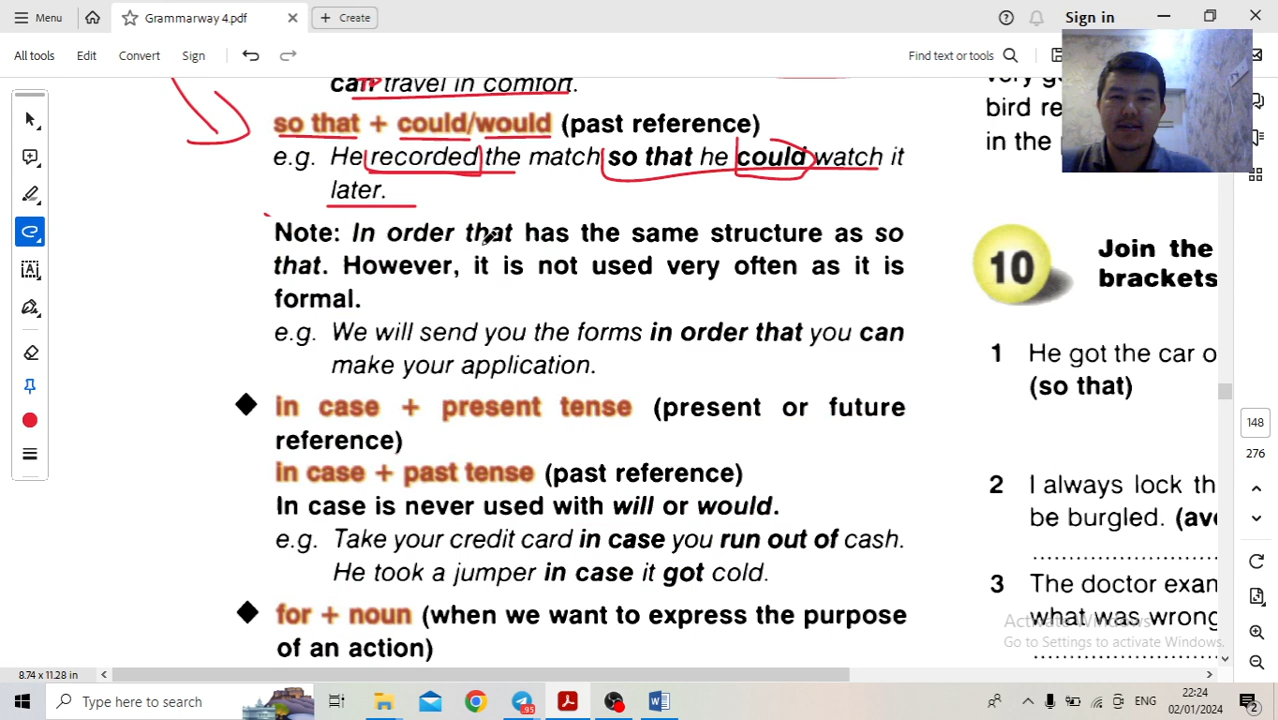 Menu
Grammarway 4.pdf
Create
Sign in
All tools Edit Convert Sign
Find text or tools
can travel in comfort.
so that + could/would (past reference)
e.g. He recorded the match so that he could watch it
later.
Note: In order that has the same structure as so
that. However, it is not used very often as it is
formal.
e.g. We will send you the forms in order that you can
make your application.
in case + present tense (present or future
reference)
in case + past tense (past reference)
In case is never used with will or would.
e.g. Take your credit card in case you run out of cash.
He took a jumper in case it got cold.
for + noun (when we want to express the purpose
of an action)
bird re
in the
10 Join the
brackets
1 He got the car o
(so that)
2 I always lock th
be burgled. (avo
3 The doctor exan
what was wrong
Activate Windows
Go to Settings to activate Windows.
148
276
8.74 x 11.28 in
Type here to search
95
ENG
22:24
02/01/2024
2